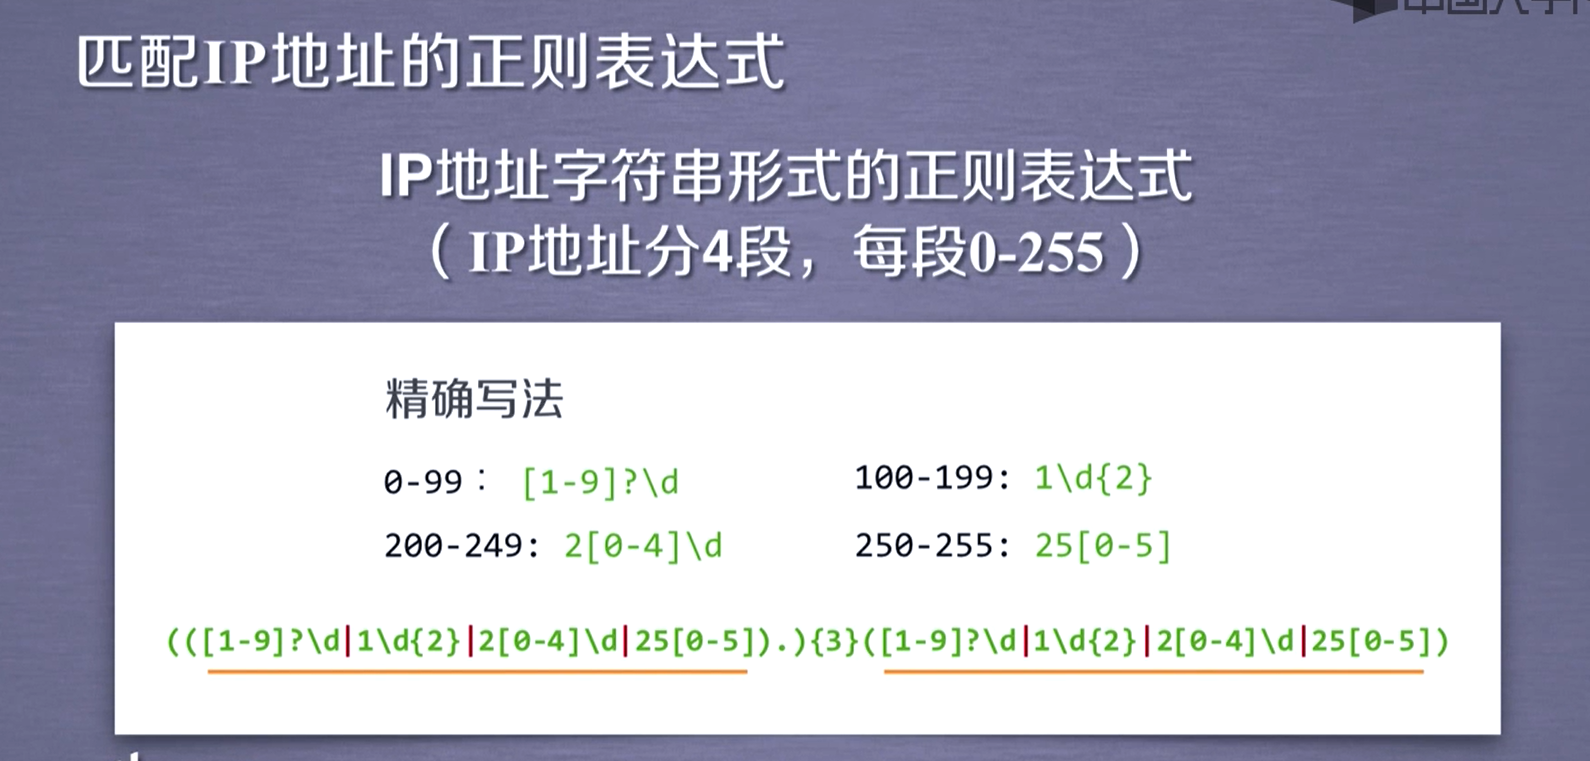 匹配IP地址的正则表达式
IP地址字符串形式的正则表达式
（IP地址分4段，每段0-255）
精确写法
0-99： [1-9]?\d 100-199: 1\d{2}
200-249: 2[0-4]\d 250-255: 25[0-5]
(([1-9]?\d|1\d{2}|2[0-4]\d|25[0-5]).){3}([1-9]?\d|1\d{2}|2[0-4]\d|25[0-5])